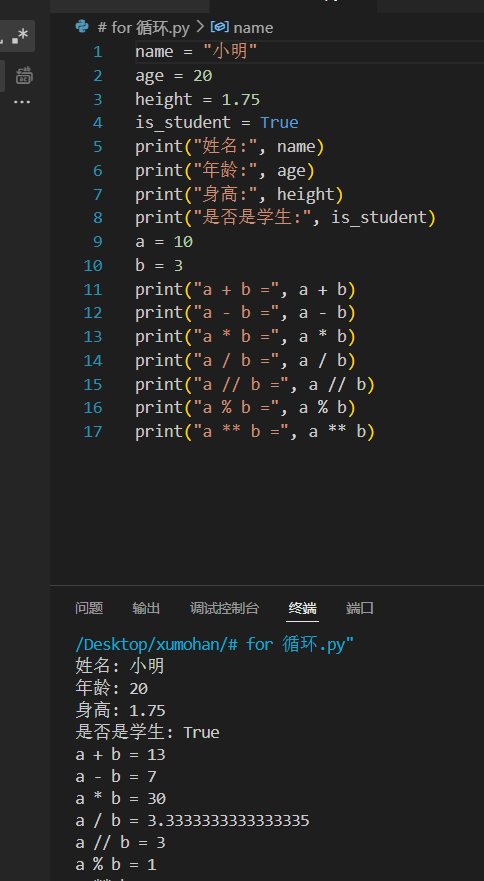 # for 循环.py > name
1 name = "小明"
2 age = 20
3 height = 1.75
4 is_student = True
5 print("姓名:", name)
6 print("年龄:", age)
7 print("身高:", height)
8 print("是否是学生:", is_student)
9 a = 10
10 b = 3
11 print("a + b =", a + b)
12 print("a - b =", a - b)
13 print("a * b =", a * b)
14 print("a / b =", a / b)
15 print("a // b =", a // b)
16 print("a % b =", a % b)
17 print("a ** b =", a ** b)
问题 输出 调试控制台 终端 端口
/Desktop/xumohan/# for 循环.py"
姓名: 小明
年龄: 20
身高: 1.75
是否是学生: True
a + b = 13
a - b = 7
a * b = 30
a / b = 3.3333333333333335
a // b = 3
a % b = 1